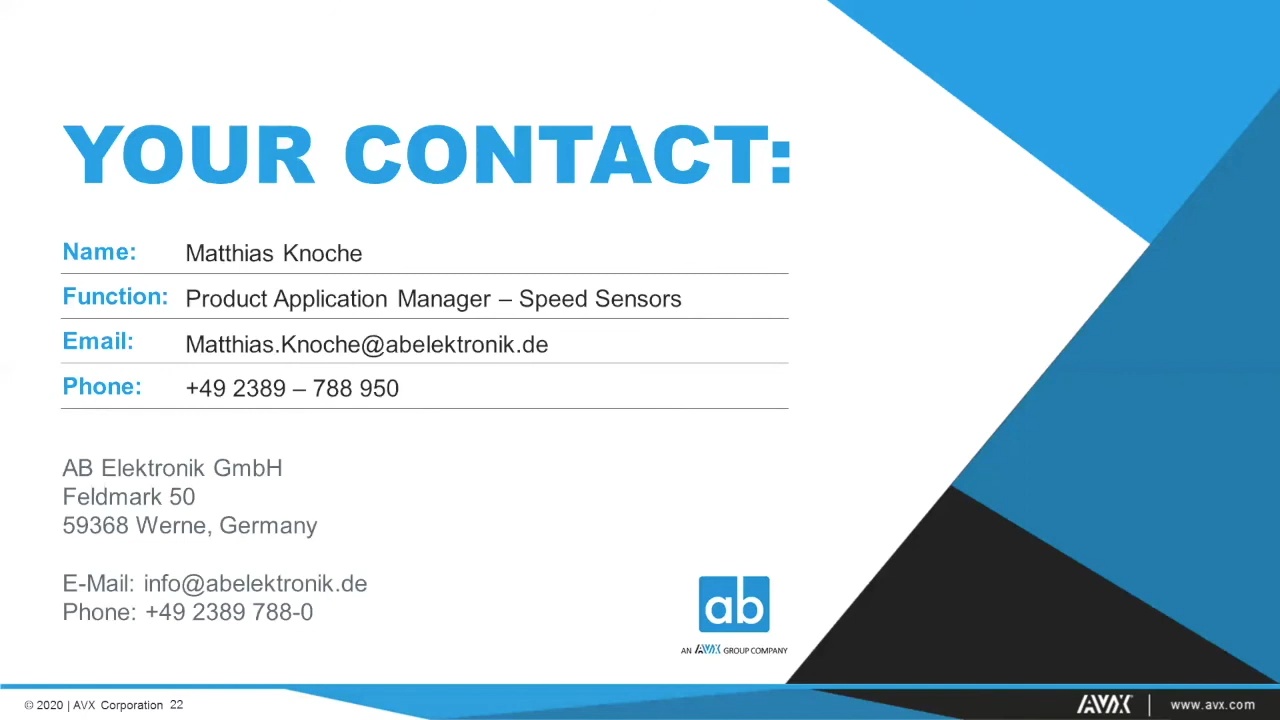 YOUR CONTACT:
Name: Matthias Knoche
Function: Product Application Manager – Speed Sensors
Email: Matthias.Knoche@abelektronik.de
Phone: +49 2389 – 788 950
AB Elektronik GmbH
Feldmark 50
59368 Werne, Germany
E-Mail: info@abelektronik.de
Phone: +49 2389 788-0
ab
AN AVX GROUP COMPANY
© 2020 | AVX Corporation 22
AVX | www.avx.com